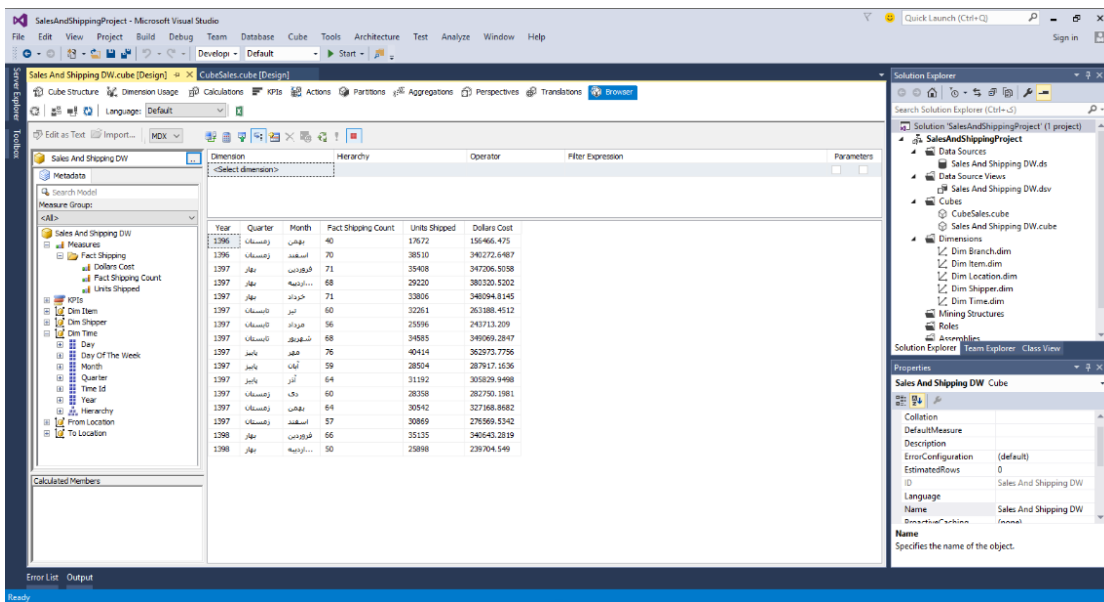 SalesAndShippingProject - Microsoft Visual Studio
Quick Launch (Ctrl+Q)
File Edit View Project Build Debug Team Database Cube Tools Architecture Test Analyze Window Help
Sign in
Developi Default Start
Server Explorer
Toolbox
Sales And Shipping DW.cube [Design] CubeSales.cube [Design]
Cube Structure Dimension Usage Calculations KPIs Actions Partitions Aggregations Perspectives Translations Browser
Language: Default
Edit as Text Import... MDX
Sales And Shipping DW
Metadata
Search Model
Measure Group:
<All>
Sales And Shipping DW
Measures
Fact Shipping
Dollars Cost
Fact Shipping Count
Units Shipped
KPIs
Dim Item
Dim Shipper
Dim Time
Day
Day Of The Week
Month
Quarter
Time Id
Year
Hierarchy
From Location
To Location
Calculated Members
Dimension Hierarchy Operator Filter Expression Parameters
<Select dimension>
Year Quarter Month Fact Shipping Count Units Shipped Dollars Cost
1396 زمستان بهمن 40 17672 156466.475
1396 زمستان اسفند 70 38510 340272.6487
1397 بهار فروردین 71 35408 347206.5058
1397 بهار اردیبه... 68 29220 380320.5202
1397 بهار خرداد 71 33806 348094.8145
1397 تابستان تیر 60 32261 263188.4512
1397 تابستان مرداد 56 25596 243713.209
1397 تابستان شهریور 68 34585 349069.2847
1397 پاییز مهر 76 40414 362973.7756
1397 پاییز آبان 59 28504 287917.1636
1397 پاییز آذر 64 31192 305829.9498
1397 زمستان دی 60 28358 282750.1981
1397 زمستان بهمن 64 30542 327168.8682
1397 زمستان اسفند 57 30869 276569.5342
1398 بهار فروردین 66 35135 340643.2819
1398 بهار اردیبه... 50 25898 239704.549
Solution Explorer
Search Solution Explorer (Ctrl+س)
Solution 'SalesAndShippingProject' (1 project)
SalesAndShippingProject
Data Sources
Sales And Shipping DW.ds
Data Source Views
Sales And Shipping DW.dsv
Cubes
CubeSales.cube
Sales And Shipping DW.cube
Dimensions
Dim Branch.dim
Dim Item.dim
Dim Location.dim
Dim Shipper.dim
Dim Time.dim
Mining Structures
Roles
Assemblies
Solution Explorer Team Explorer Class View
Properties
Sales And Shipping DW Cube
Collation
DefaultMeasure
Description
ErrorConfiguration (default)
EstimatedRows 0
ID Sales And Shipping DW
Language
Name Sales And Shipping DW
ProactiveCaching (none)
Name
Specifies the name of the object.
Error List Output
Ready